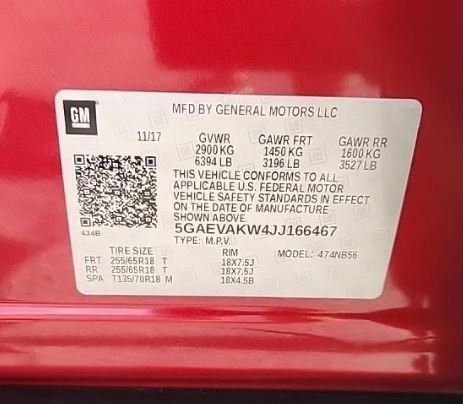 GM
MFD BY GENERAL MOTORS LLC
11/17 GVWR GAWR FRT GAWR RR
2900 KG 1450 KG 1600 KG
6394 LB 3196 LB 3527 LB
THIS VEHICLE CONFORMS TO ALL
APPLICABLE U.S. FEDERAL MOTOR
VEHICLE SAFETY STANDARDS IN EFFECT
ON THE DATE OF MANUFACTURE
SHOWN ABOVE.
434B 5GAEVAKW4JJ166467
TYPE: M.P.V. MODEL: 474NB56
TIRE SIZE RIM
FRT 255/65R18 T 18X7.5J
RR 255/65R18 T 18X7.5J
SPA T135/70R18 M 18X4.5B